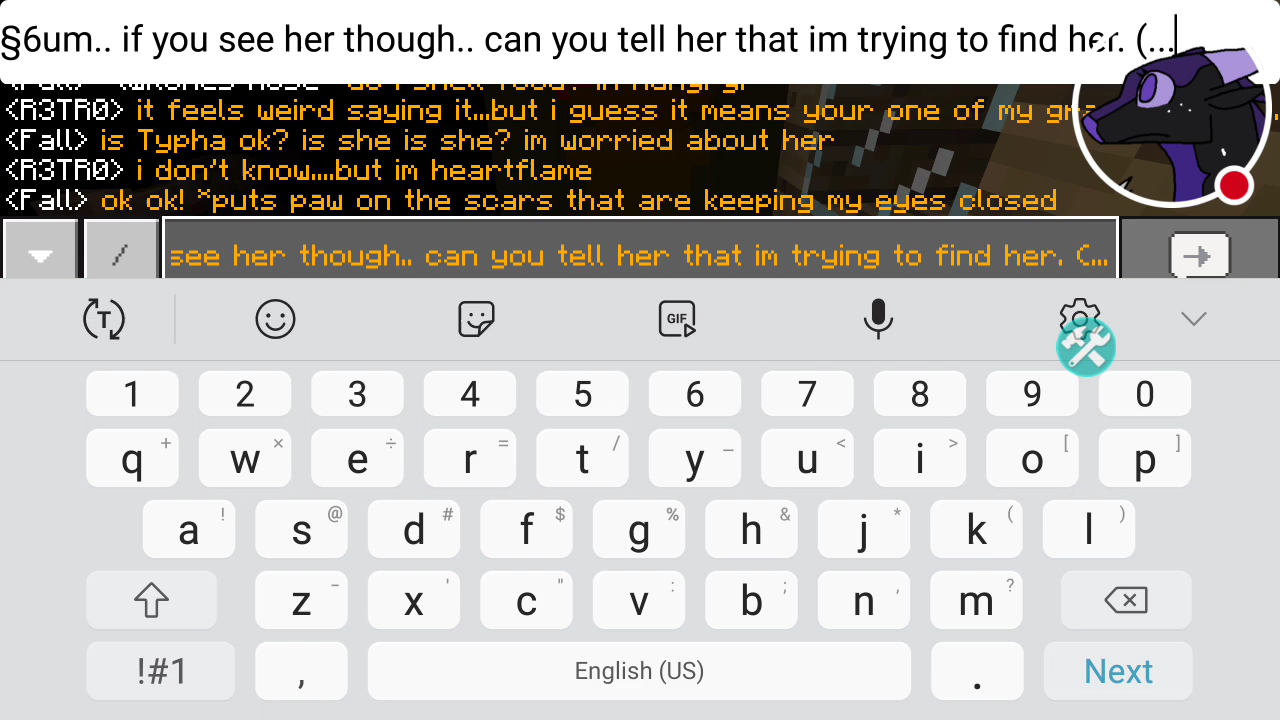 §6um.. if you see her though.. can you tell her that im trying to find her. (...
<R3TR0> it feels weird saying it...but i guess it means your one of my
<Fall> is Typha ok? is she is she? im worried about her
<R3TR0> i don't know....but im heartflame
<Fall> ok ok! *puts paw on the scars that are keeping my eyes closed
/ see her though.. can you tell her that im trying to find her. (...
T GIF
1 2 3 4 5 6 7 8 9 0
q + w × e ÷ r = t / y _ u < i > o [ p ]
a ! s @ d # f $ g % h & j * k ( l )
z - x ' c " v : b ; n , m ?
!#1 , English (US) . Next